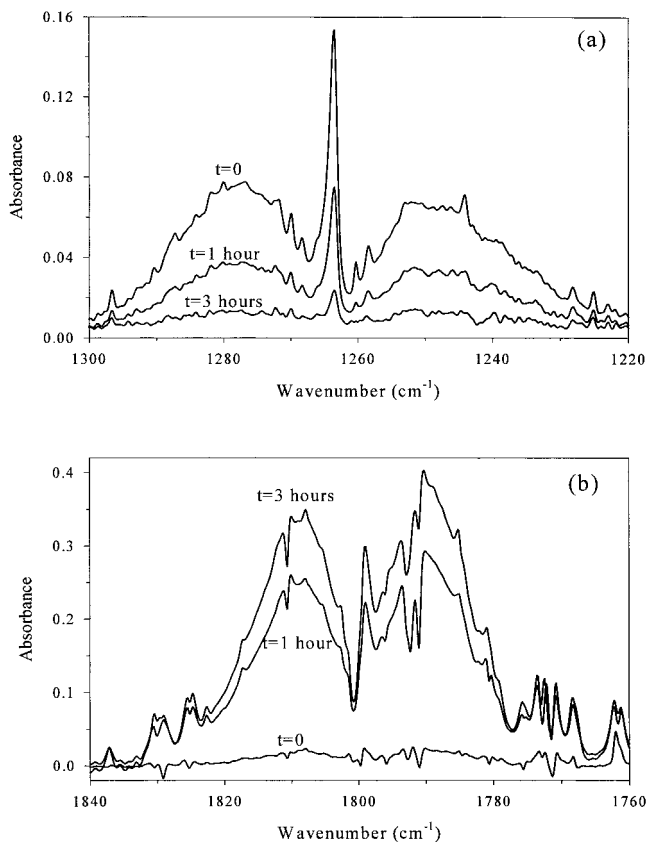 (a)
0.16
0.12
0.08
0.04
0.00
Absorbance
t=0
t=1 hour
t=3 hours
1300 1280 1260 1240 1220
Wavenumber (cm⁻¹)
(b)
0.4
0.3
0.2
0.1
0.0
Absorbance
t=3 hours
t=1 hour
t=0
1840 1820 1800 1780 1760
Wavenumber (cm⁻¹)